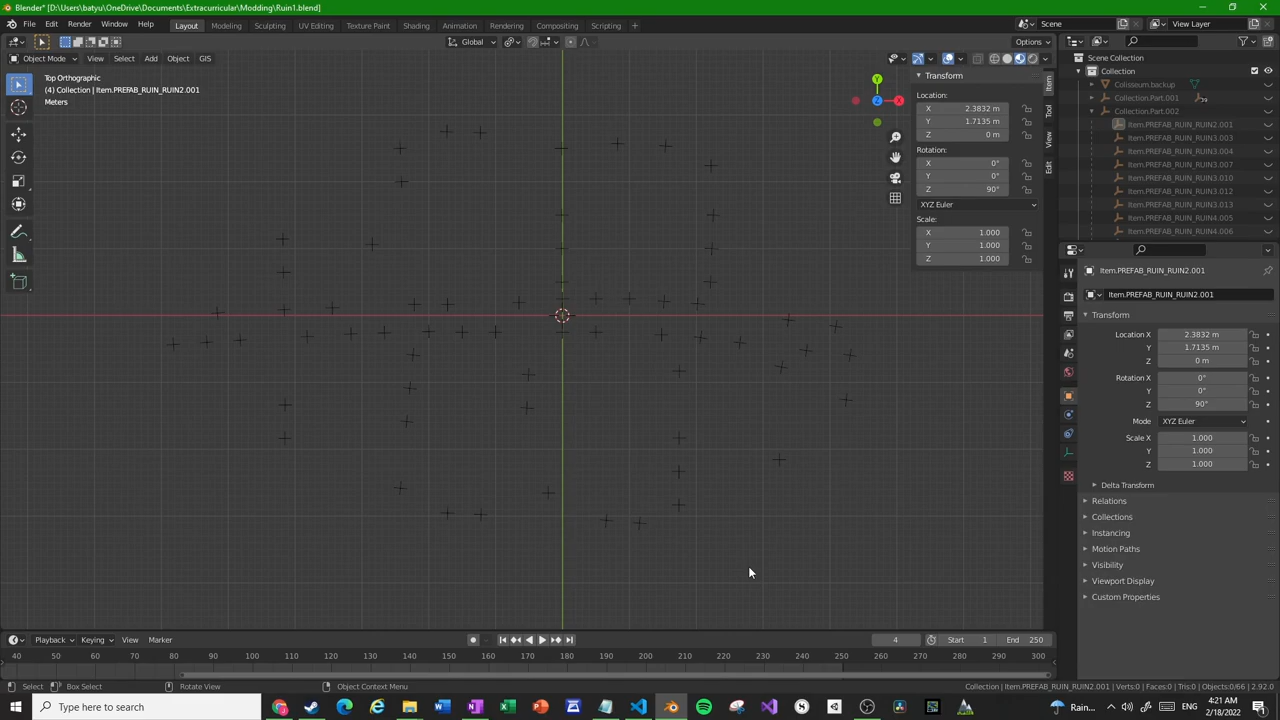 Blender* [D:\Users\batyu\OneDrive\Documents\Extracurricular\Modding\Ruin1.blend]
File Edit Render Window Help Layout Modeling Sculpting UV Editing Texture Paint Shading Animation Rendering Compositing Scripting Scene View Layer
Global Options
Object Mode View Select Add Object GIS
Top Orthographic
(4) Collection | Item.PREFAB_RUIN_RUIN2.001
Meters
Y
X
Z
Transform
Location:
X 2.3832 m
Y 1.7135 m
Z 0 m
Rotation:
X 0°
Y 0°
Z 90°
XYZ Euler
Scale:
X 1.000
Y 1.000
Z 1.000
Item
Tool
View
Edit
Scene Collection
Collection
Colisseum.backup
Collection.Part.001
Collection.Part.002
Item.PREFAB_RUIN_RUIN2.001
Item.PREFAB_RUIN_RUIN3.003
Item.PREFAB_RUIN_RUIN3.004
Item.PREFAB_RUIN_RUIN3.007
Item.PREFAB_RUIN_RUIN3.010
Item.PREFAB_RUIN_RUIN3.012
Item.PREFAB_RUIN_RUIN3.013
Item.PREFAB_RUIN_RUIN4.005
Item.PREFAB_RUIN_RUIN4.006
Item.PREFAB_RUIN_RUIN2.001
Item.PREFAB_RUIN_RUIN2.001
Transform
Location X 2.3832 m
Y 1.7135 m
Z 0 m
Rotation X 0°
Y 0°
Z 90°
Mode XYZ Euler
Scale X 1.000
Y 1.000
Z 1.000
Delta Transform
Relations
Collections
Instancing
Motion Paths
Visibility
Viewport Display
Custom Properties
Playback Keying View Marker 4 Start 1 End 250
40 50 60 70 80 90 100 110 120 130 140 150 160 170 180 190 200 210 220 230 240 250 260 270 280 290 300
Select Box Select Rotate View Object Context Menu Collection | Item.PREFAB_RUIN_RUIN2.001 | Verts:0 | Faces:0 | Tris:0 | Objects:0/66 | 2.92.0
Type here to search
Rain...
4:21 AM
2/18/2022